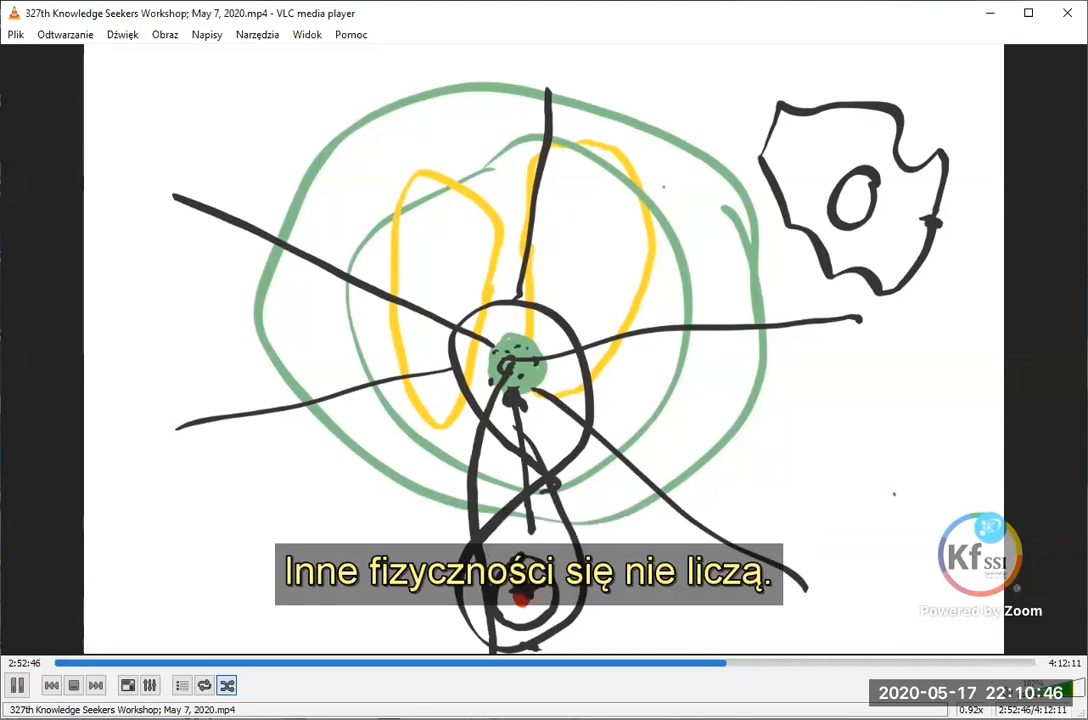 327th Knowledge Seekers Workshop; May 7, 2020.mp4 - VLC media player
Plik Odtwarzanie Dźwięk Obraz Napisy Narzędzia Widok Pomoc
Inne fizyczności się nie liczą.
Kf SSI
Powered by Zoom
2:52:46 4:12:11
2020-05-17 22:10:46
327th Knowledge Seekers Workshop; May 7, 2020.mp4 0.92x 2:52:46/4:12:11